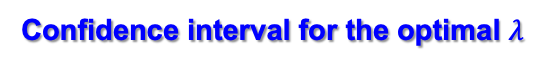 Confidence interval for the optimal λ